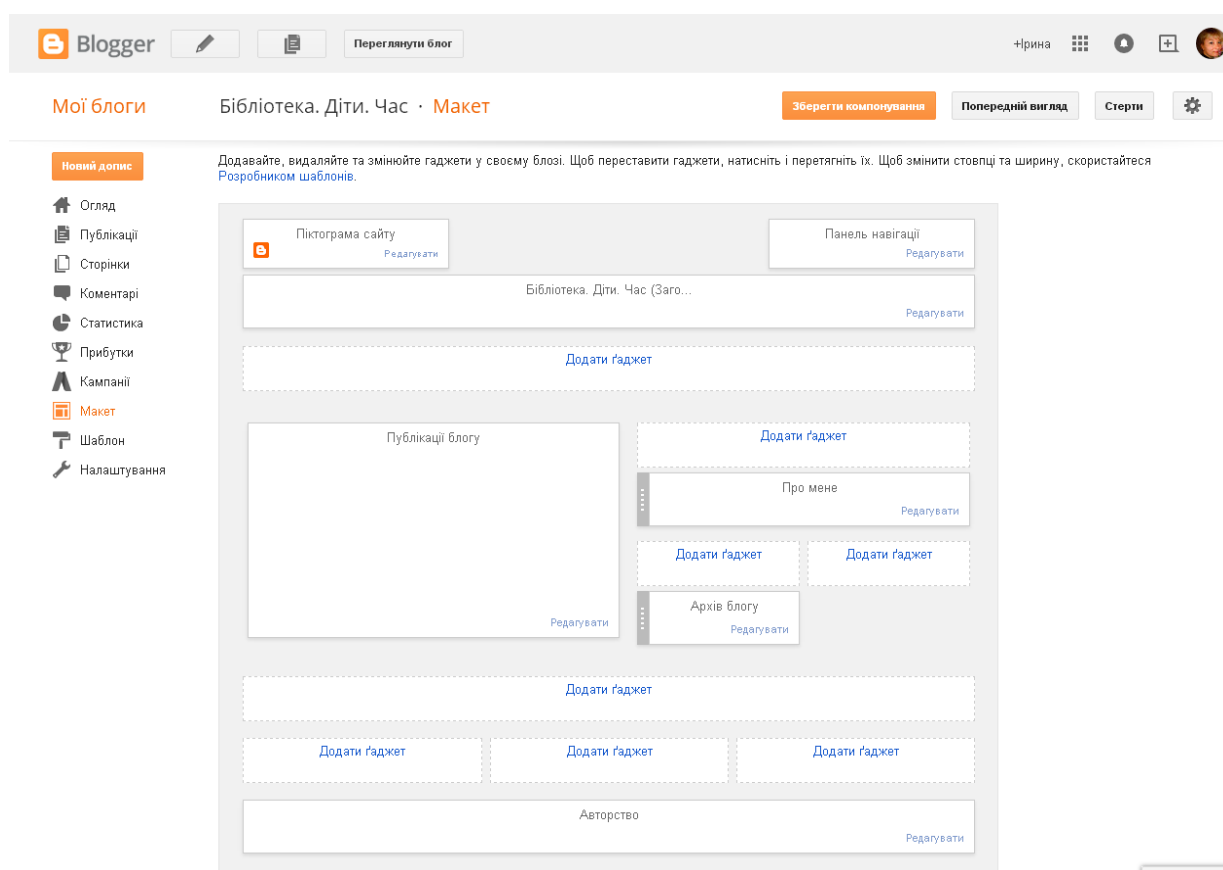 Blogger
Переглянути блог
+Ірина
Мої блоги
Бібліотека. Діти. Час · Макет
Зберегти компонування
Попередній вигляд
Стерти
Новий допис
Огляд
Публікації
Сторінки
Коментарі
Статистика
Прибутки
Кампанії
Макет
Шаблон
Налаштування
Додавайте, видаляйте та змінюйте гаджети у своєму блозі. Щоб переставити гаджети, натисніть і перетягніть їх. Щоб змінити стовпці та ширину, скористайтеся
Розробником шаблонів.
Піктограма сайту
Редагувати
Панель навігації
Редагувати
Бібліотека. Діти. Час (Заго...
Редагувати
Додати ґаджет
Публікації блогу
Редагувати
Додати ґаджет
Про мене
Редагувати
Додати ґаджет
Додати ґаджет
Архів блогу
Редагувати
Додати ґаджет
Додати ґаджет
Додати ґаджет
Додати ґаджет
Авторство
Редагувати